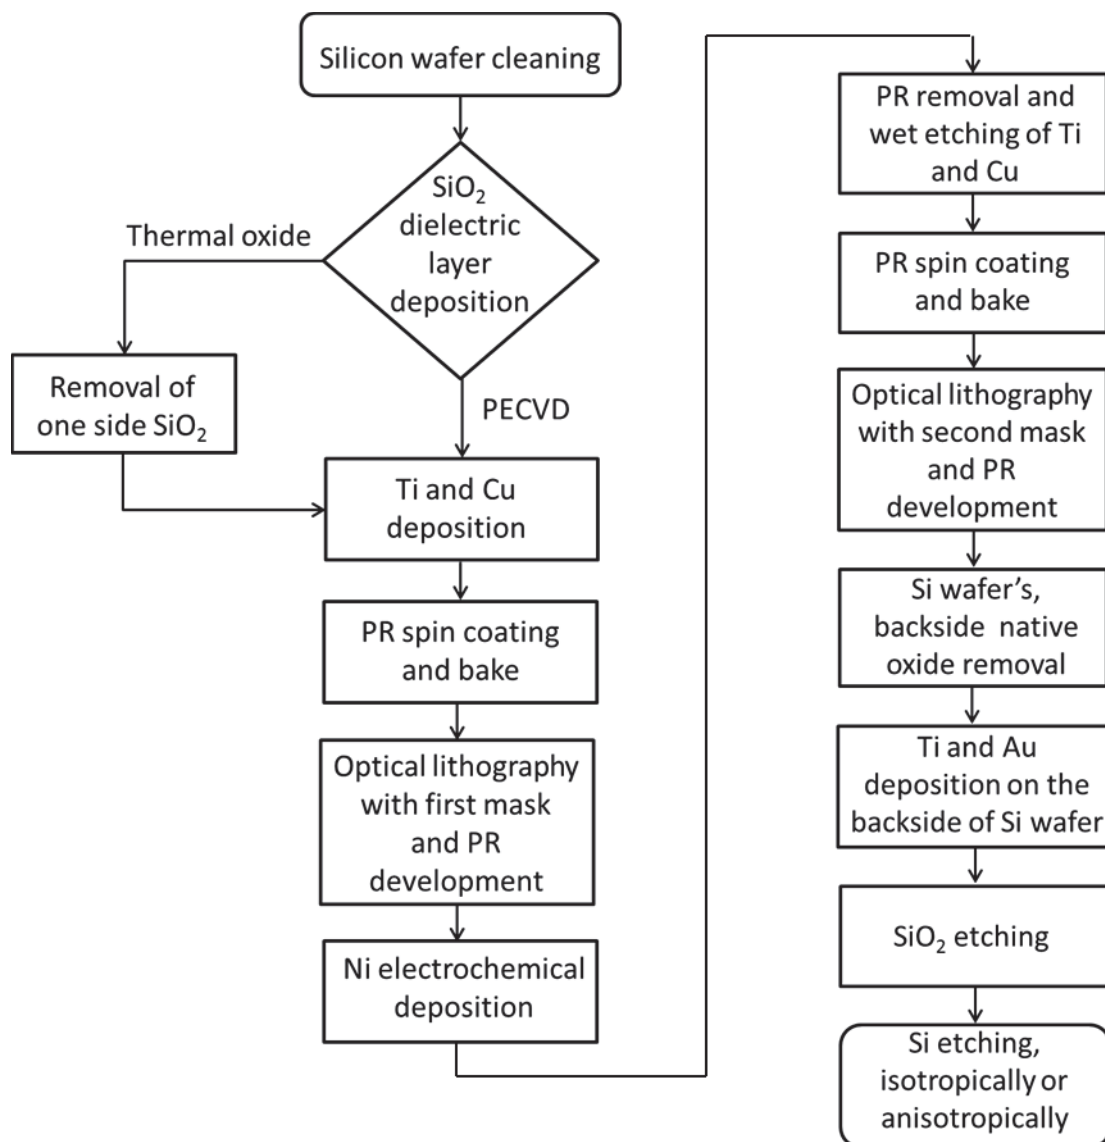 Silicon wafer cleaning
SiO₂
dielectric
layer
deposition
Thermal oxide
Removal of
one side SiO₂
PECVD
Ti and Cu
deposition
PR spin coating
and bake
Optical lithography
with first mask
and PR
development
Ni electrochemical
deposition
PR removal and
wet etching of Ti
and Cu
PR spin coating
and bake
Optical lithography
with second mask
and PR
development
Si wafer’s,
backside native
oxide removal
Ti and Au
deposition on the
backside of Si wafer
SiO₂ etching
Si etching,
isotropically or
anisotropically